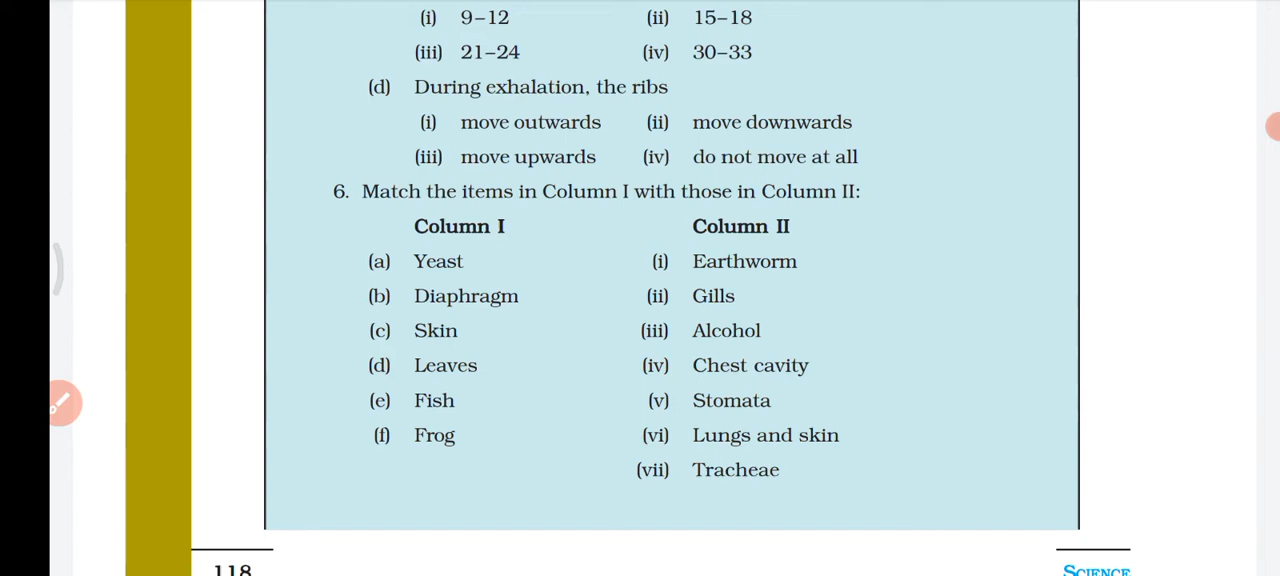 (i) 9–12 (ii) 15–18
(iii) 21–24 (iv) 30–33
(d) During exhalation, the ribs
(i) move outwards (ii) move downwards
(iii) move upwards (iv) do not move at all
6. Match the items in Column I with those in Column II:
Column I Column II
(a) Yeast (i) Earthworm
(b) Diaphragm (ii) Gills
(c) Skin (iii) Alcohol
(d) Leaves (iv) Chest cavity
(e) Fish (v) Stomata
(f) Frog (vi) Lungs and skin
(vii) Tracheae
118 SCIENCE